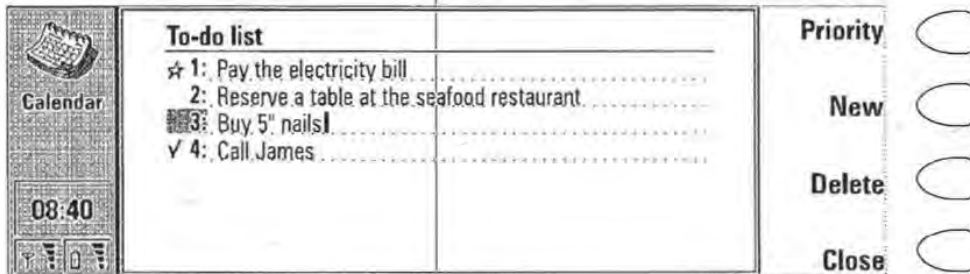 To-do list
☆ 1: Pay the electricity bill
2: Reserve a table at the seafood restaurant
3: Buy 5" nails
√ 4: Call James
Calendar
08:40
Priority
New
Delete
Close